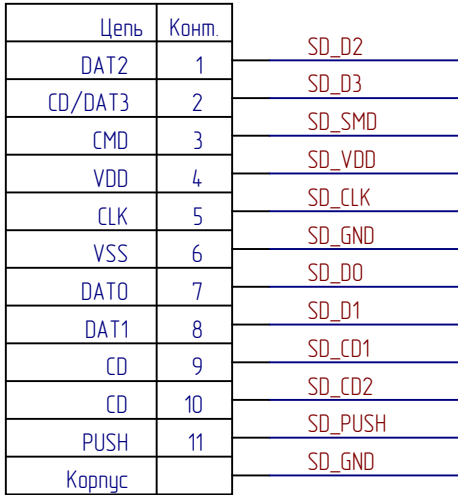 Цепь Конт.
DAT2 1 SD_D2
CD/DAT3 2 SD_D3
CMD 3 SD_SMD
VDD 4 SD_VDD
CLK 5 SD_CLK
VSS 6 SD_GND
DAT0 7 SD_D0
DAT1 8 SD_D1
CD 9 SD_CD1
CD 10 SD_CD2
PUSH 11 SD_PUSH
Корпус SD_GND